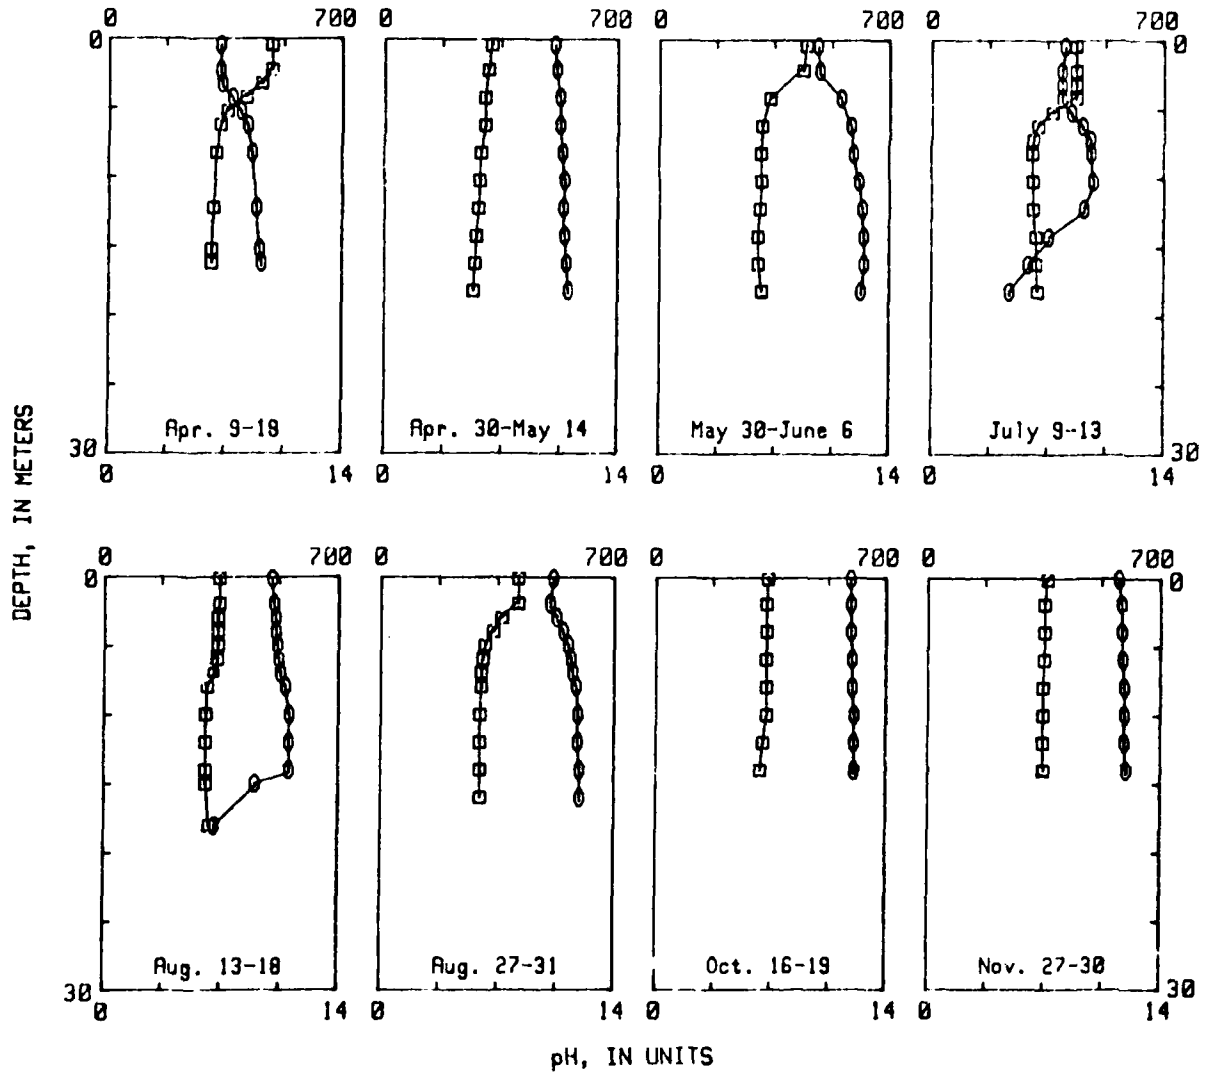 0 700 0 700 0 700 0 700
0 0
DEPTH, IN METERS
Apr. 9-19 Apr. 30-May 14 May 30-June 6 July 9-13
30 30
0 14 0 14 0 14 0 14
0 700 0 700 0 700 0 700
0 0
Aug. 13-18 Aug. 27-31 Oct. 16-19 Nov. 27-30
30 30
0 14 0 14 0 14 0 14
pH, IN UNITS